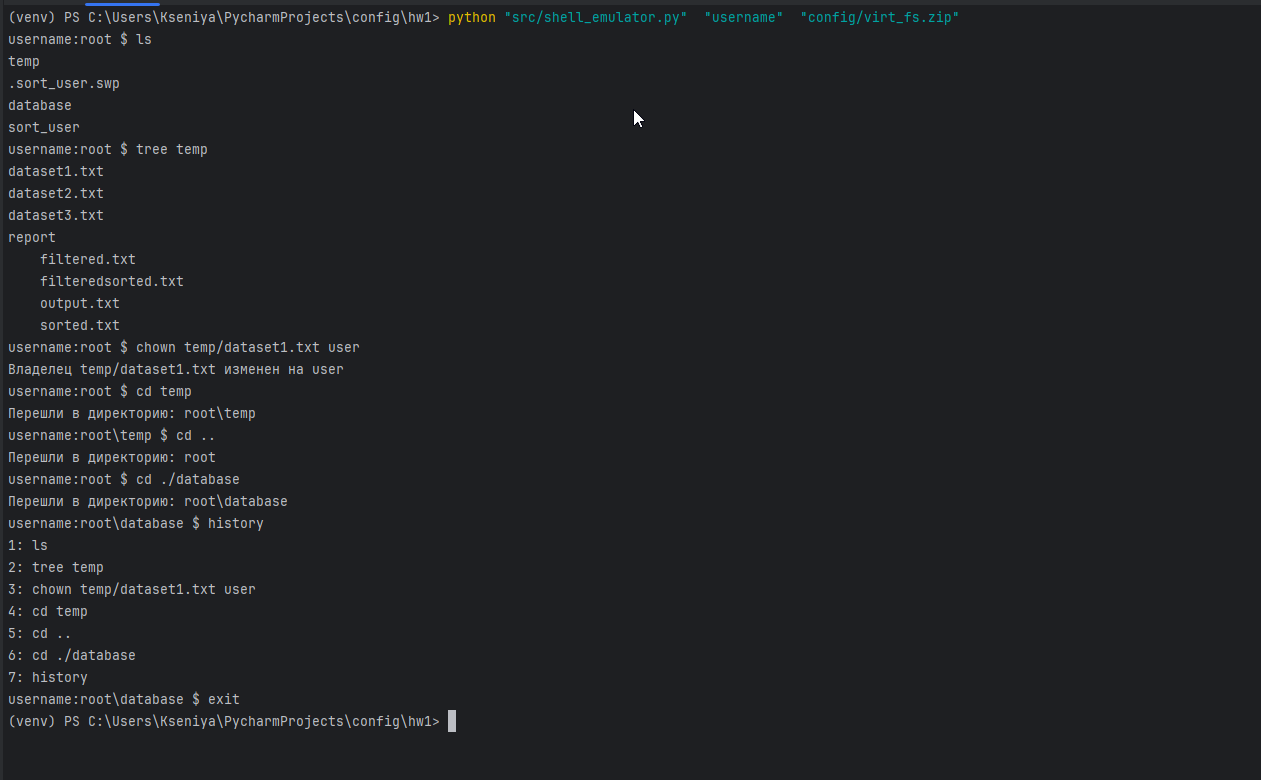 (venv) PS C:\Users\Kseniya\PycharmProjects\config\hw1> python "src/shell_emulator.py"  "username"  "config/virt_fs.zip"
username:root $ ls
temp
.sort_user.swp
database
sort_user
username:root $ tree temp
dataset1.txt
dataset2.txt
dataset3.txt
report
    filtered.txt
    filteredsorted.txt
    output.txt
    sorted.txt
username:root $ chown temp/dataset1.txt user
Владелец temp/dataset1.txt изменен на user
username:root $ cd temp
Перешли в директорию: root\temp
username:root\temp $ cd ..
Перешли в директорию: root
username:root $ cd ./database
Перешли в директорию: root\database
username:root\database $ history
1: ls
2: tree temp
3: chown temp/dataset1.txt user
4: cd temp
5: cd ..
6: cd ./database
7: history
username:root\database $ exit
(venv) PS C:\Users\Kseniya\PycharmProjects\config\hw1>